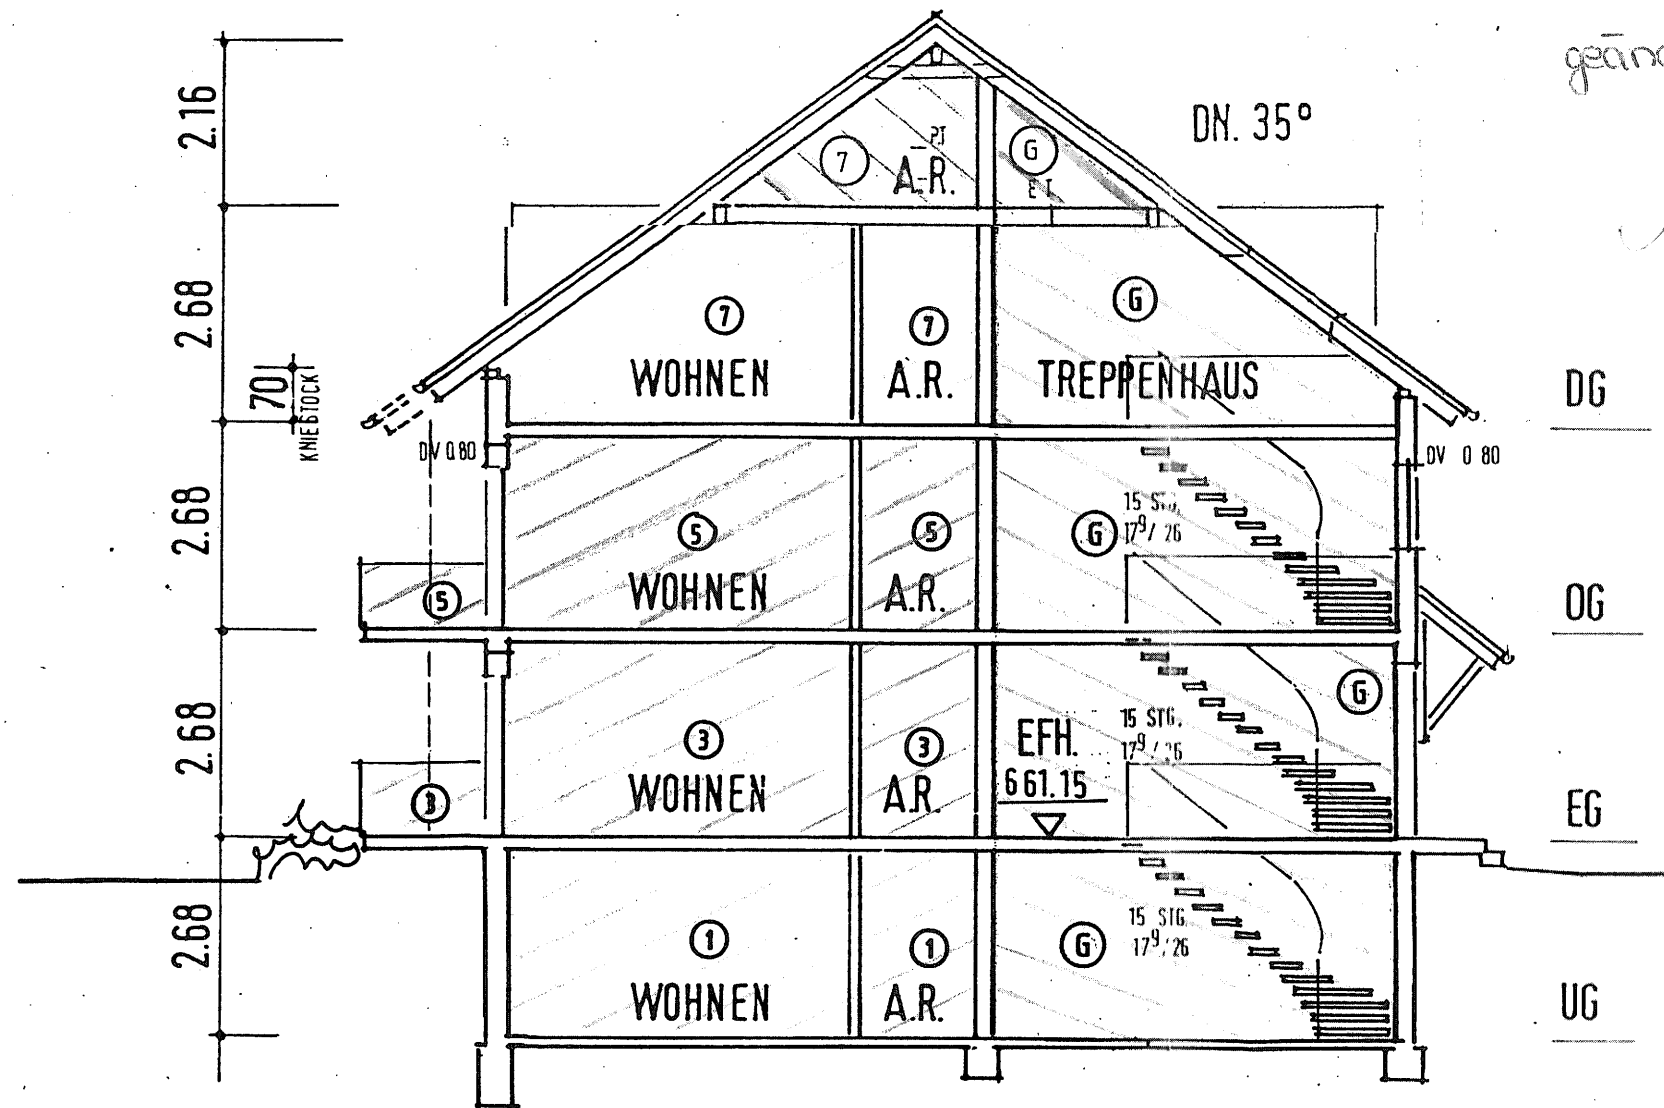 2.16
7
PJ
A.R.
G
E T
DN. 35°
2.68
7
WOHNEN
7
A.R.
G
TREPPENHAUS
DG
70
KNIESTOCK
DV 0.80
DV 0 80
2.68
5
5
WOHNEN
5
A.R.
G
15 STG.
17⁹/26
OG
2.68
3
3
WOHNEN
3
A.R.
EFH.
661.15
15 STG.
17⁹/26
G
EG
2.68
1
WOHNEN
1
A.R.
G
15 STG.
17⁹/26
UG